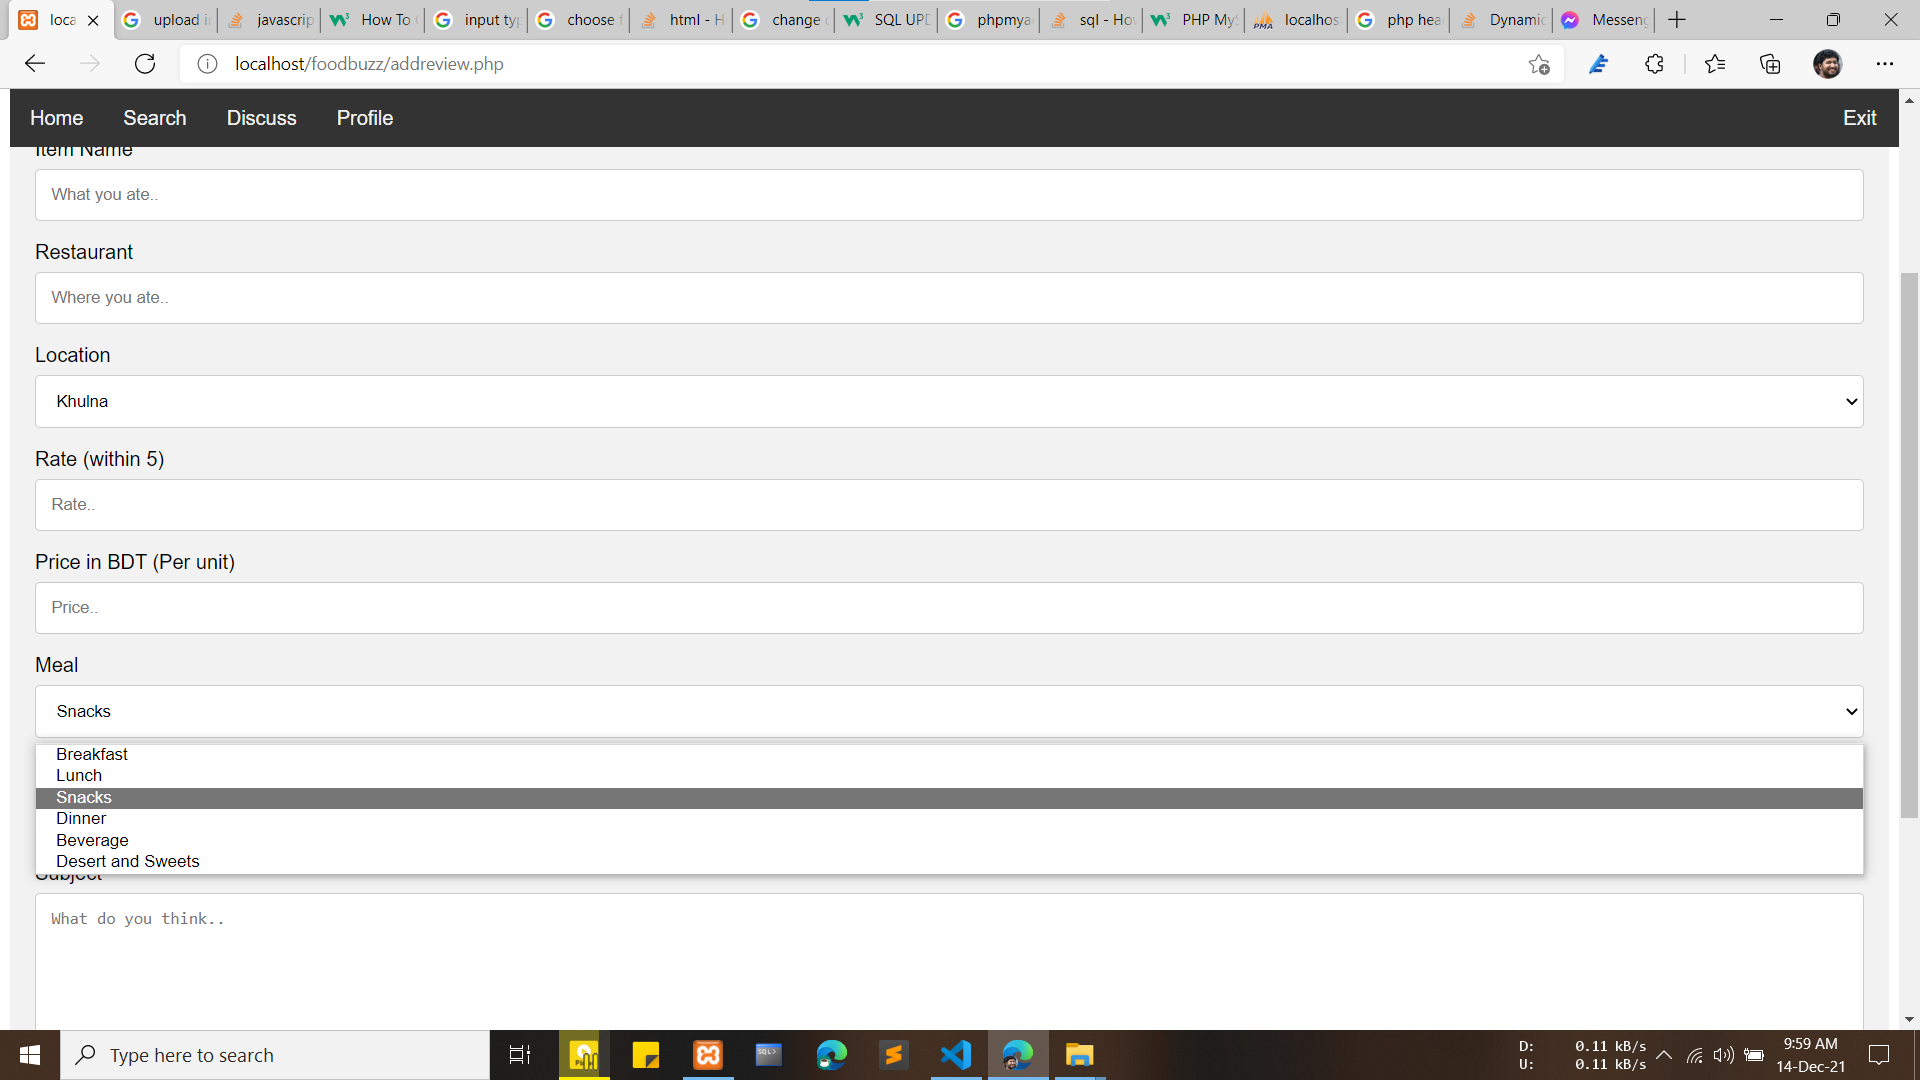 loca
upload i
javascrip
How To
input typ
choose f
html - H
change
SQL UPD
phpmya
sql - Ho
PHP My
localhos
php hea
Dynamic
Messeng
localhost/foodbuzz/addreview.php
Home Search Discuss Profile Exit
Item Name
What you ate..
Restaurant
Where you ate..
Location
Khulna
Rate (within 5)
Rate..
Price in BDT (Per unit)
Price..
Meal
Snacks
Breakfast
Lunch
Snacks
Dinner
Beverage
Desert and Sweets
Subject
What do you think..
Type here to search
D: 0.11 kB/s
U: 0.11 kB/s
9:59 AM
14-Dec-21